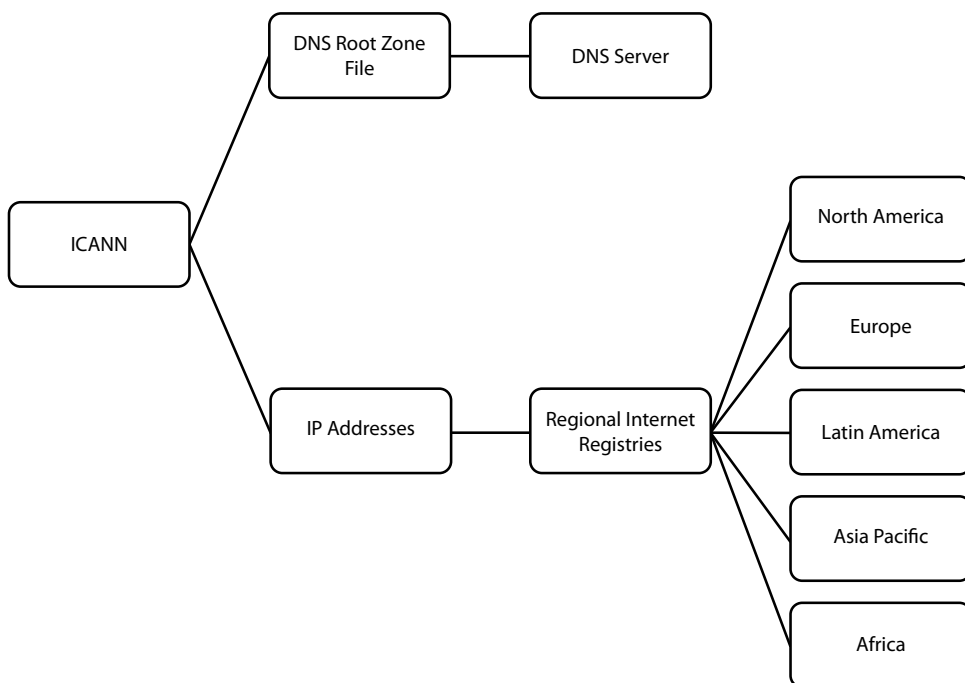 DNS Root Zone
File
DNS Server
ICANN
North America
Europe
IP Addresses
Regional Internet
Registries
Latin America
Asia Pacific
Africa